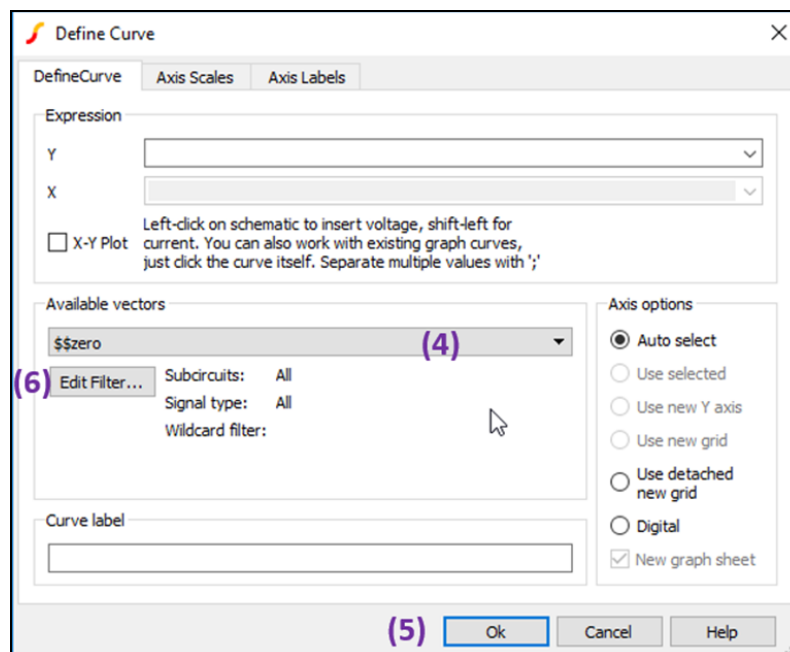 Define Curve
DefineCurve Axis Scales Axis Labels
Expression
Y
X
X-Y Plot
Left-click on schematic to insert voltage, shift-left for
current. You can also work with existing graph curves,
just click the curve itself. Separate multiple values with ';'
Available vectors
$$zero (4)
(6) Edit Filter...
Subcircuits: All
Signal type: All
Wildcard filter:
Axis options
Auto select
Use selected
Use new Y axis
Use new grid
Use detached
new grid
Digital
New graph sheet
Curve label
(5) Ok Cancel Help